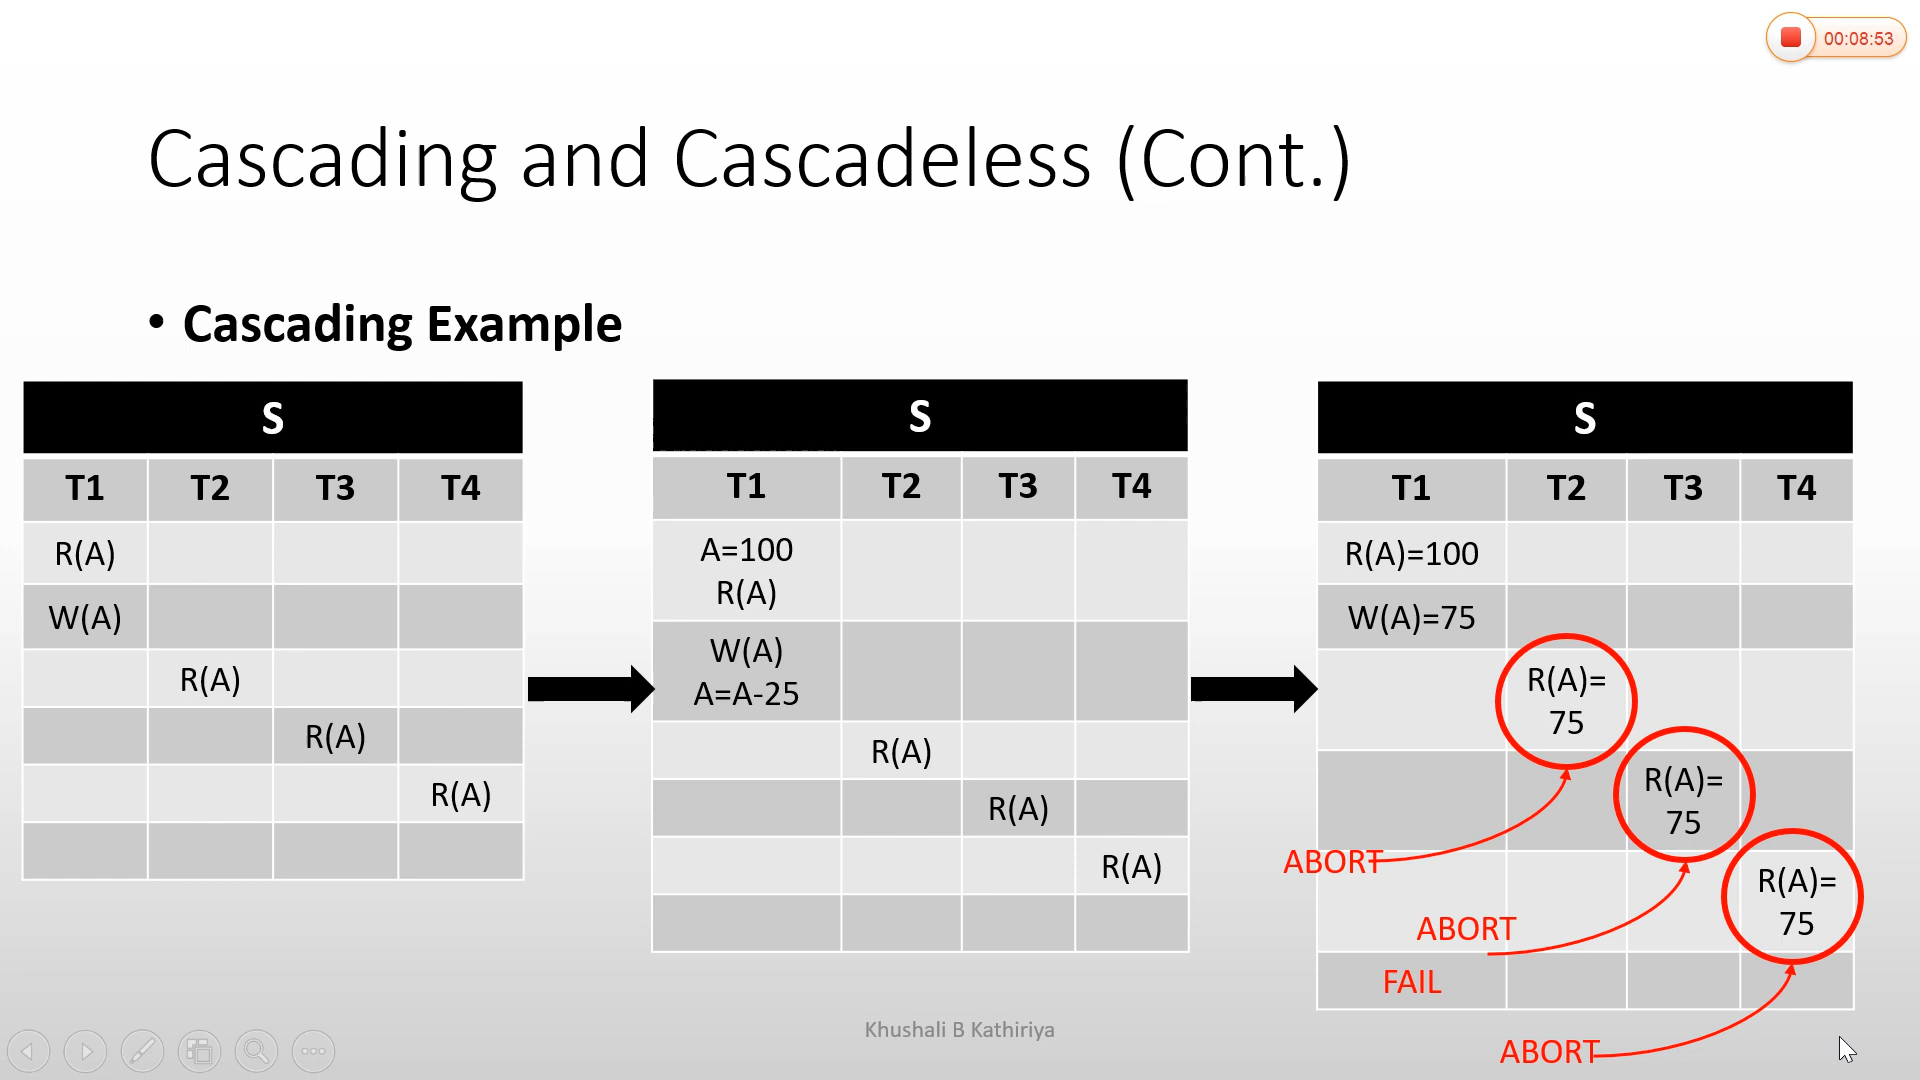 00:08:53
Cascading and Cascadeless (Cont.)
• Cascading Example
S
T1 T2 T3 T4
R(A)
W(A)
R(A)
R(A)
R(A)
S
T1 T2 T3 T4
A=100
R(A)
W(A)
A=A-25
R(A)
R(A)
R(A)
S
T1 T2 T3 T4
R(A)=100
W(A)=75
R(A)=
75
R(A)=
75
ABORT
R(A)=
75
ABORT
FAIL
ABORT
Khushali B Kathiriya